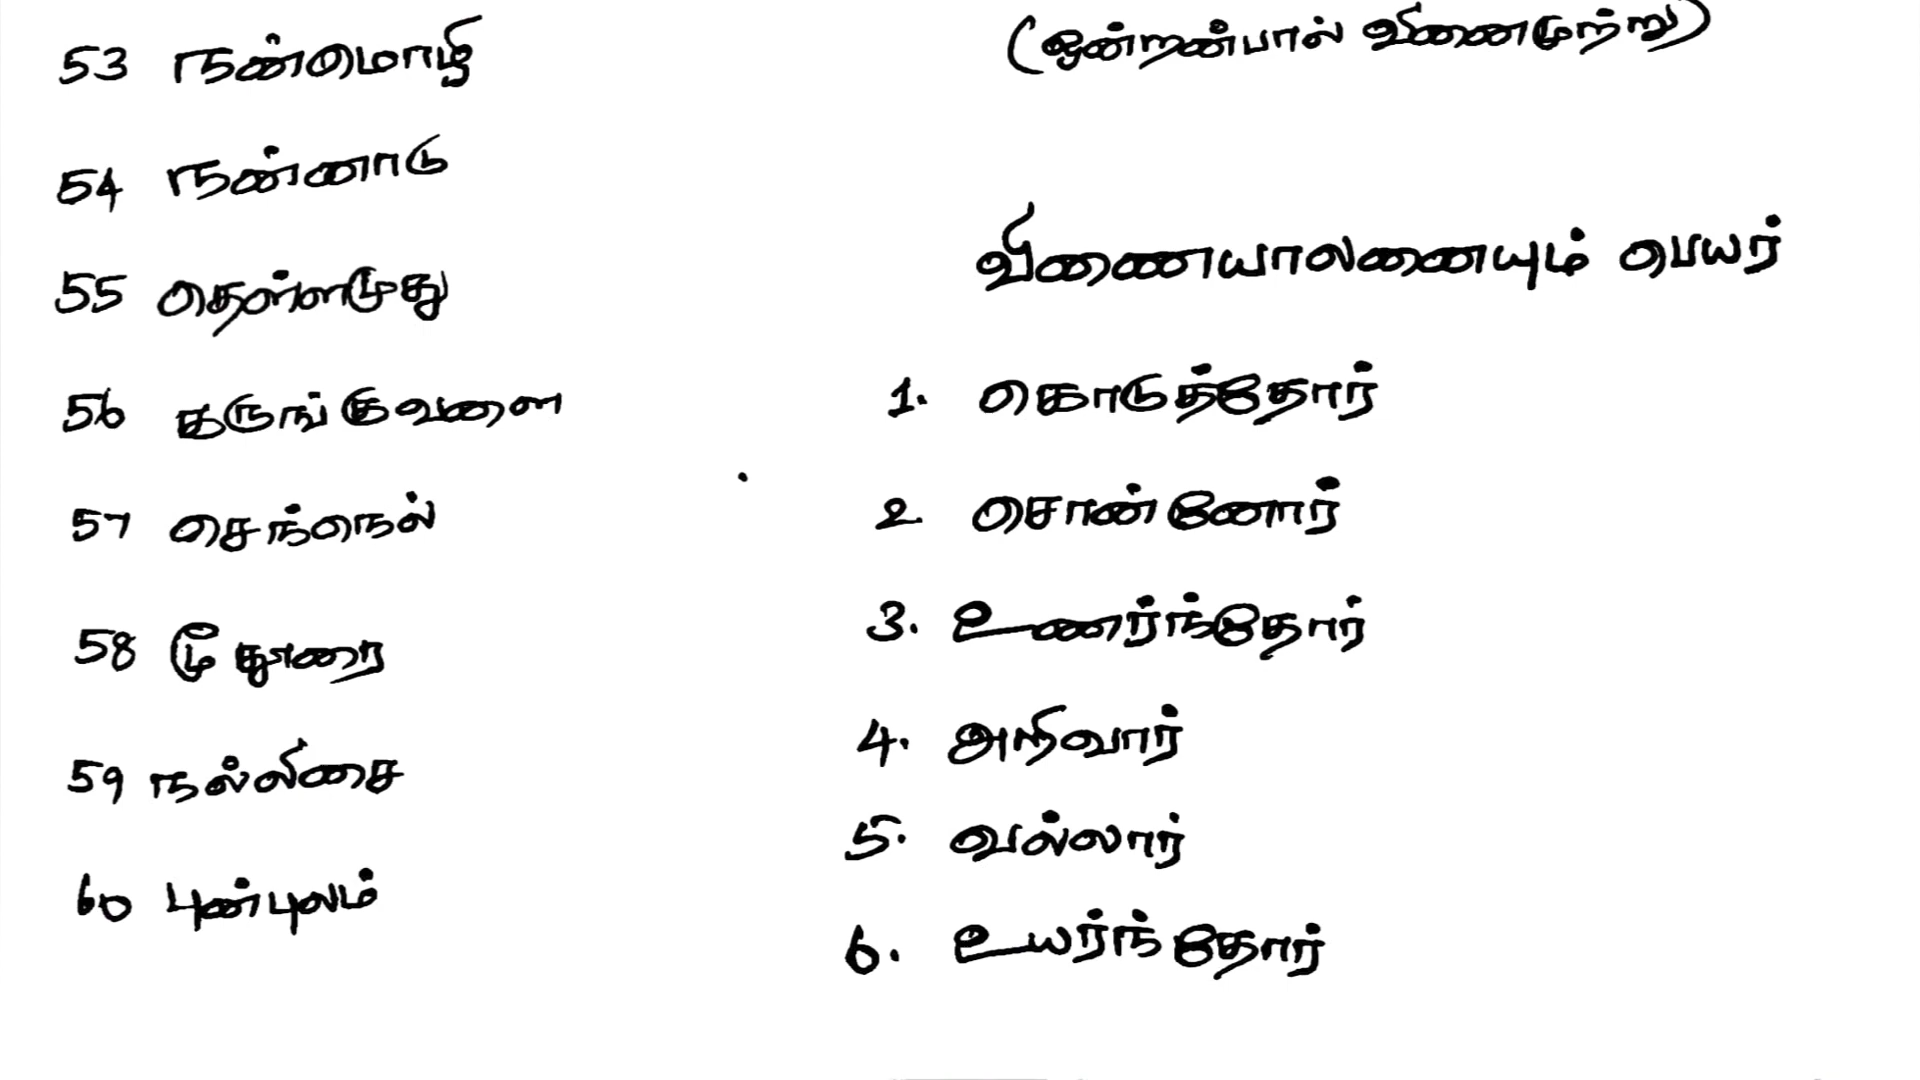 53 நன்மொழி
54 நன்னாடு
55 தெள்ளமுது
56 கருங்குவளை
57 செந்நெல்
58 மூதுரை
59 நல்லிசை
60 புன்புலம்
(ஒன்றன்பால் வினைமுற்று)
வினையாலனையும் பெயர்
1. கொடுத்தோர்
2. சொன்னோர்
3. உணர்ந்தோர்
4. அறிவார்
5. வல்லார்
6. உயர்ந்தோர்